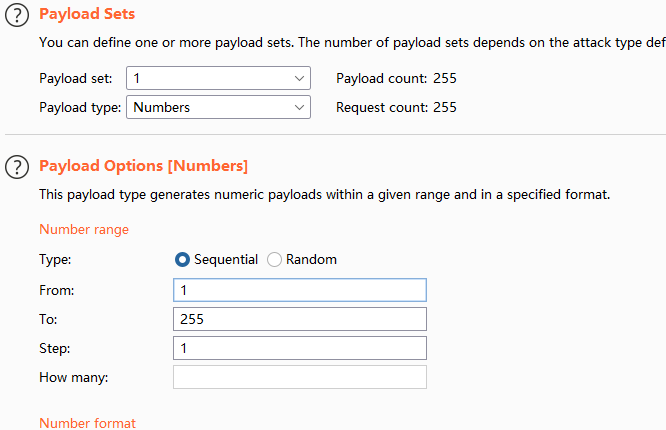 ? Payload Sets
You can define one or more payload sets. The number of payload sets depends on the attack type def
Payload set: 1 Payload count: 255
Payload type: Numbers Request count: 255
? Payload Options [Numbers]
This payload type generates numeric payloads within a given range and in a specified format.
Number range
Type: Sequential Random
From: 1
To: 255
Step: 1
How many:
Number format